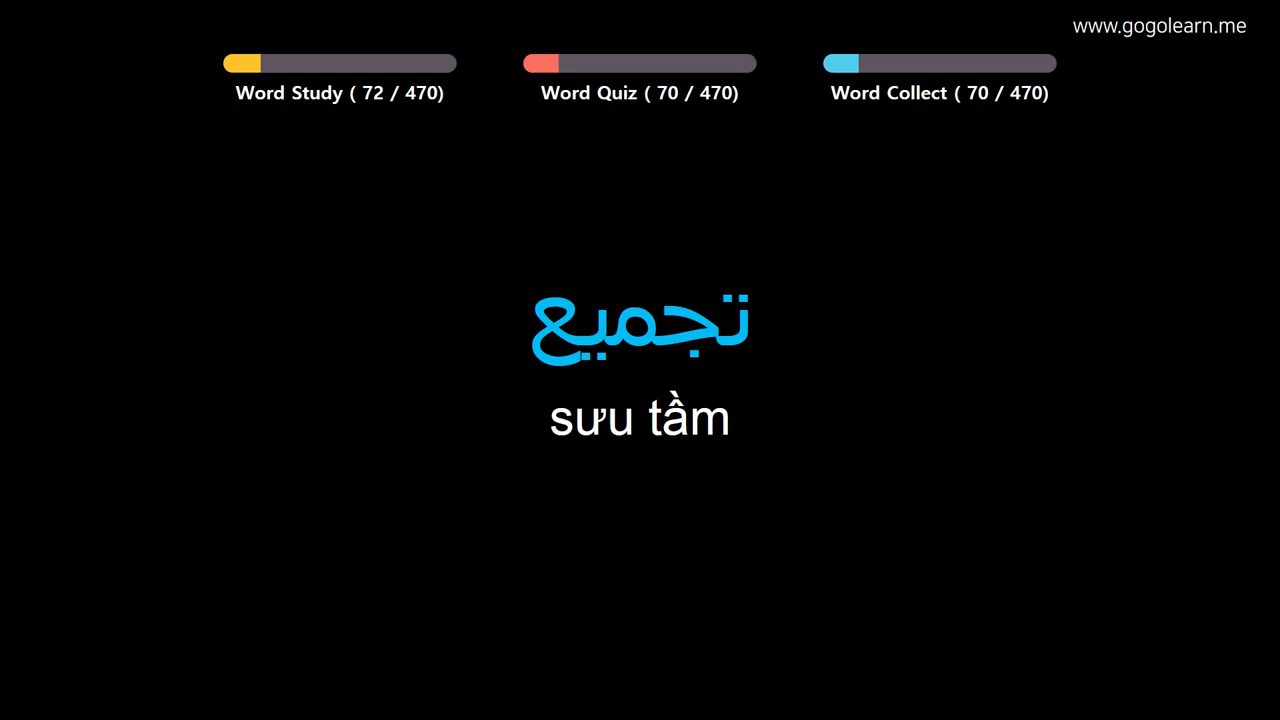 www.gogolearn.me
Word Study ( 72 / 470)
Word Quiz ( 70 / 470)
Word Collect ( 70 / 470)
تجميع
sưu tầm